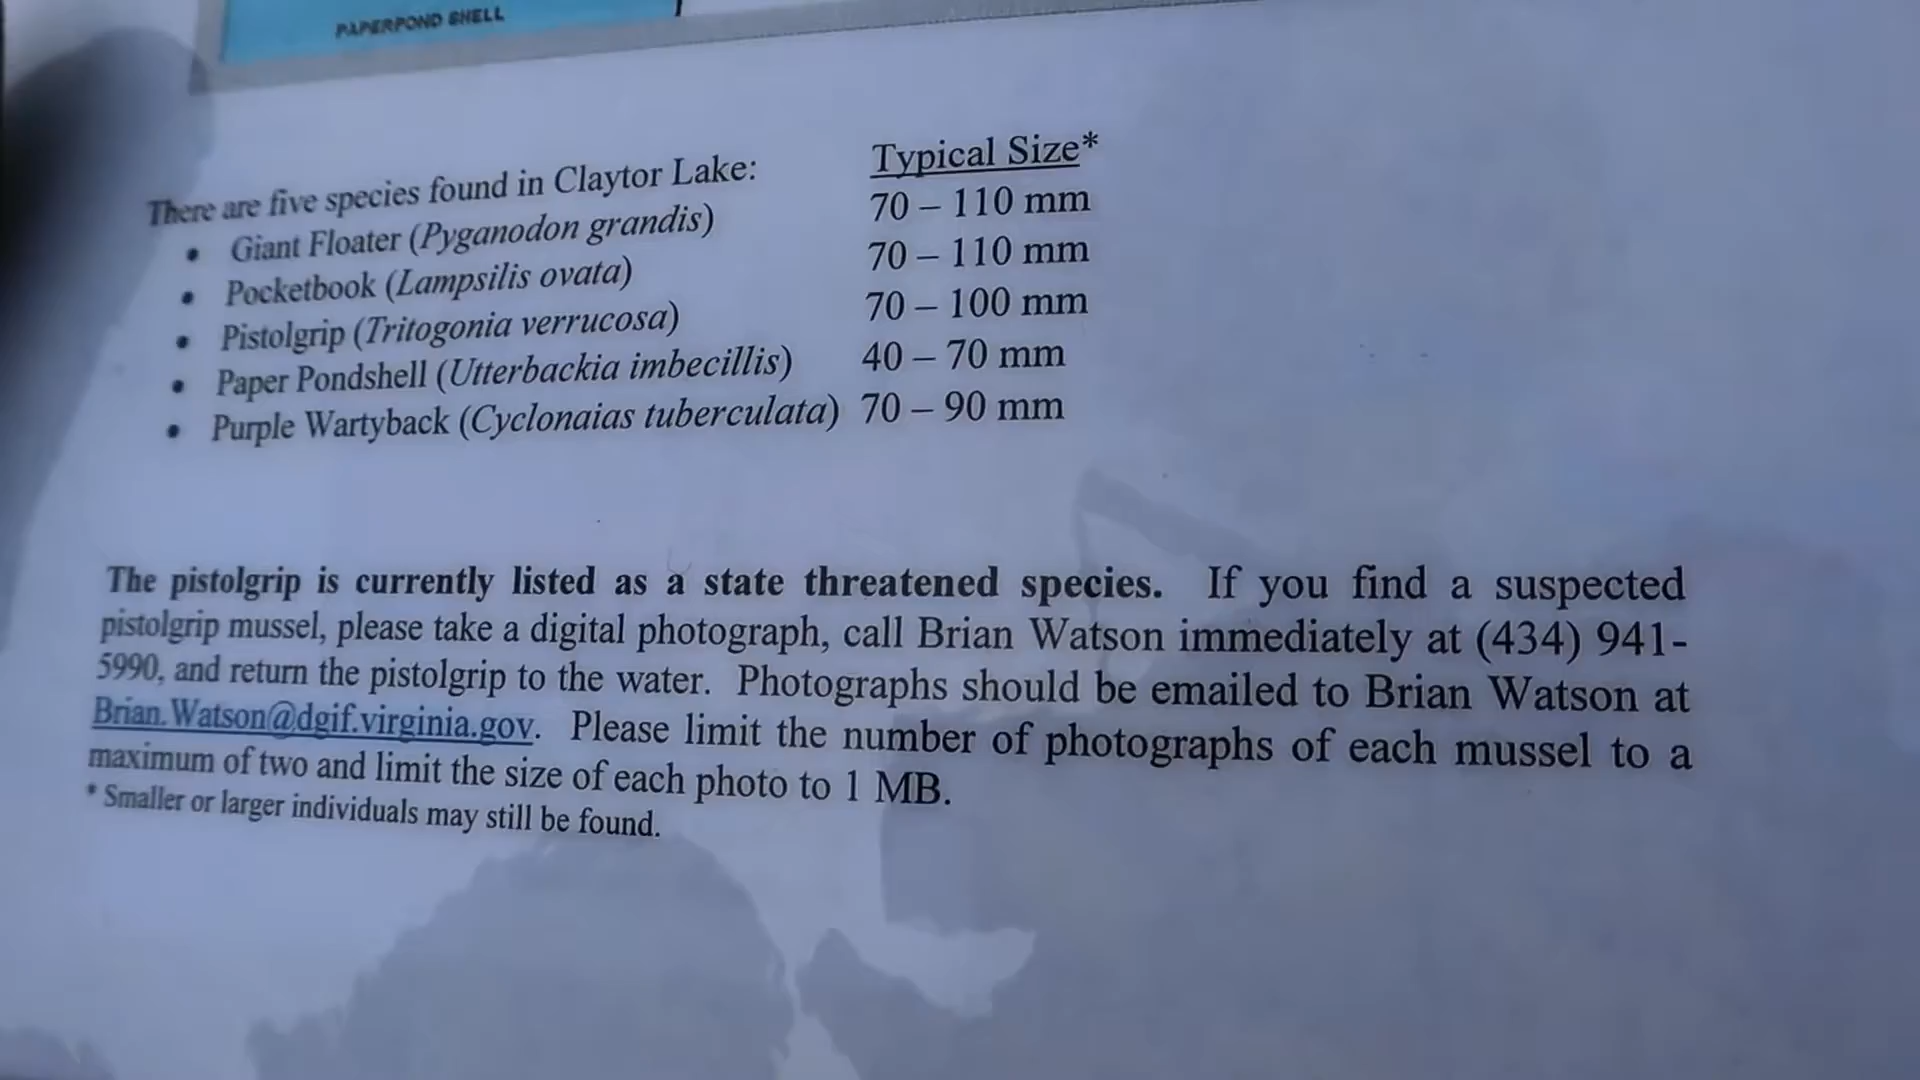 PAPERPOND SHELL
There are five species found in Claytor Lake: Typical Size*
• Giant Floater (Pyganodon grandis) 70 – 110 mm
• Pocketbook (Lampsilis ovata) 70 – 110 mm
• Pistolgrip (Tritogonia verrucosa) 70 – 100 mm
• Paper Pondshell (Utterbackia imbecillis) 40 – 70 mm
• Purple Wartyback (Cyclonaias tuberculata) 70 – 90 mm
The pistolgrip is currently listed as a state threatened species. If you find a suspected
pistolgrip mussel, please take a digital photograph, call Brian Watson immediately at (434) 941-
5990, and return the pistolgrip to the water. Photographs should be emailed to Brian Watson at
Brian.Watson@dgif.virginia.gov. Please limit the number of photographs of each mussel to a
maximum of two and limit the size of each photo to 1 MB.
* Smaller or larger individuals may still be found.